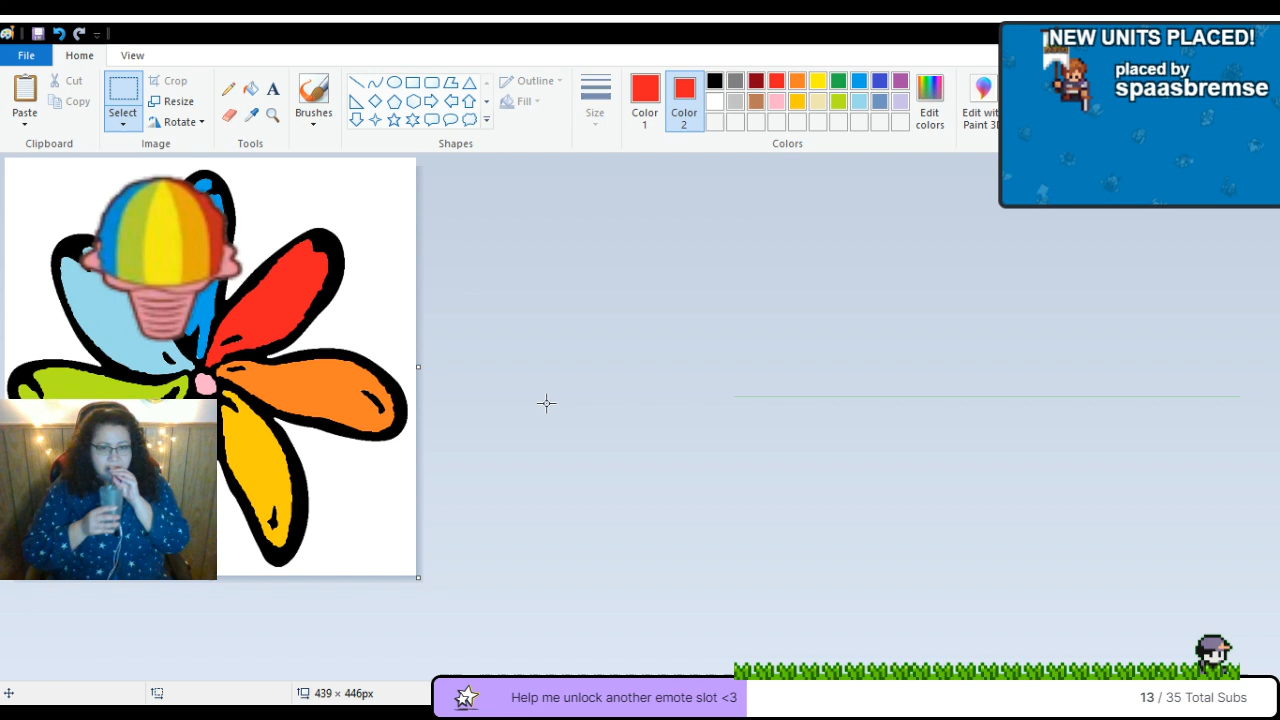 NEW UNITS PLACED!
placed by
spaasbremse
File
Home
View
Paste
Cut
Copy
Clipboard
Select
Crop
Resize
Rotate
Image
Tools
Brushes
Shapes
Outline
Fill
Size
Color
1
Color
2
Edit
colors
Colors
Edit with
Paint 3D
439 × 446px
Help me unlock another emote slot <3
13 / 35 Total Subs